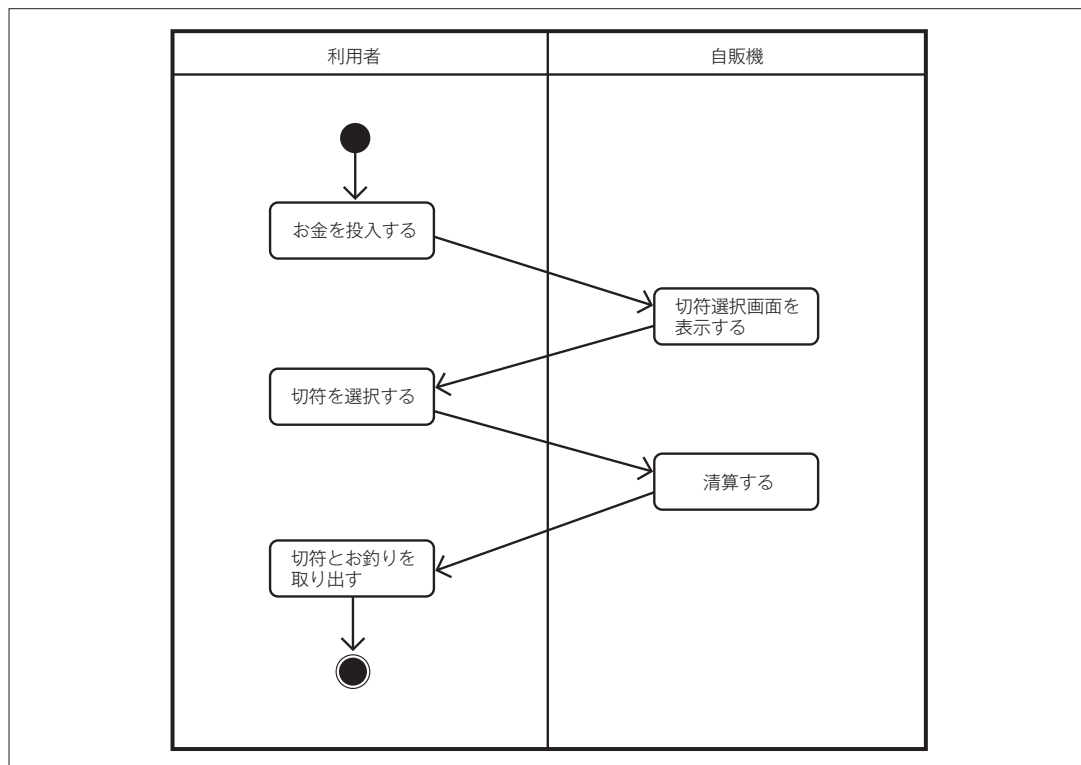 利用者
自販機
お金を投入する
切符選択画面を
表示する
切符を選択する
清算する
切符とお釣りを
取り出す